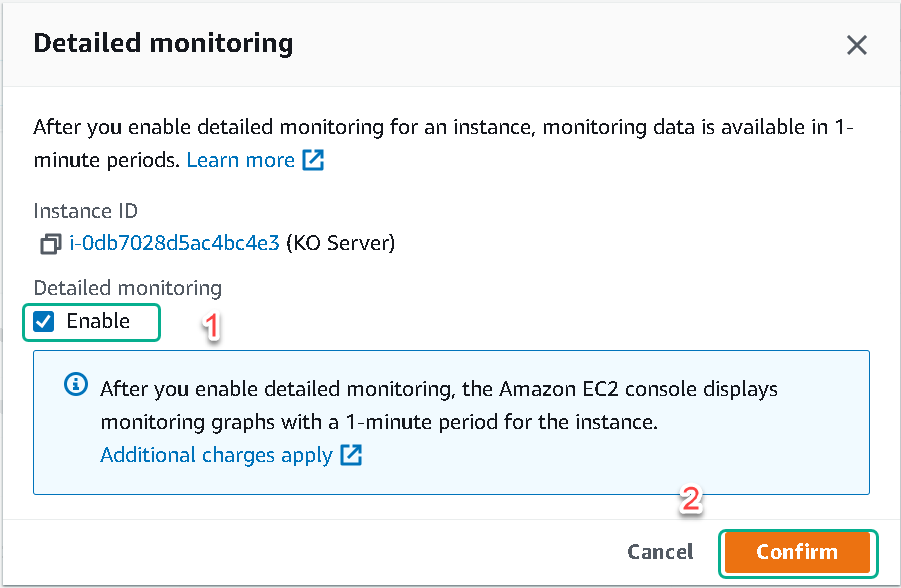 Detailed monitoring
After you enable detailed monitoring for an instance, monitoring data is available in 1-
minute periods. Learn more
Instance ID
i-0db7028d5ac4bc4e3 (KO Server)
Detailed monitoring
Enable
1
After you enable detailed monitoring, the Amazon EC2 console displays
monitoring graphs with a 1-minute period for the instance.
Additional charges apply
2
Cancel Confirm